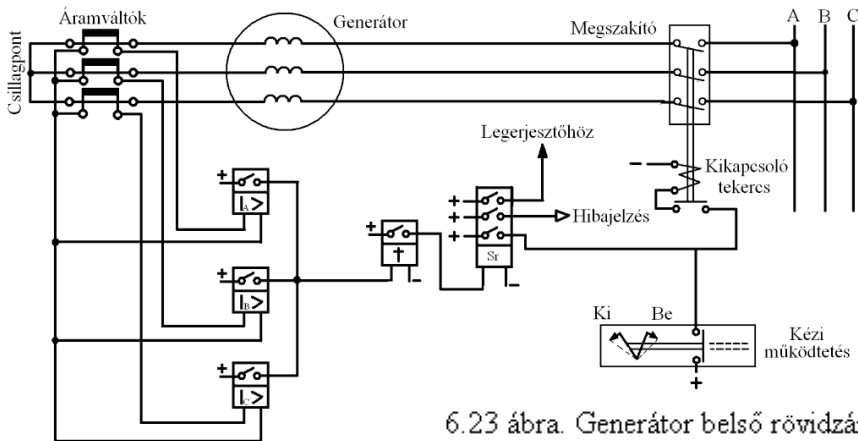 Áramváltók
Generátor
Megszakító
A B C
Csillagpont
Legerjesztőhöz
Kikapcsoló
tekercs
Hibajelzés
I A >
I B >
I C >
t
Sr
Ki Be
Kézi
működtetés
+
-
6.23 ábra. Generátor belső rövidzá